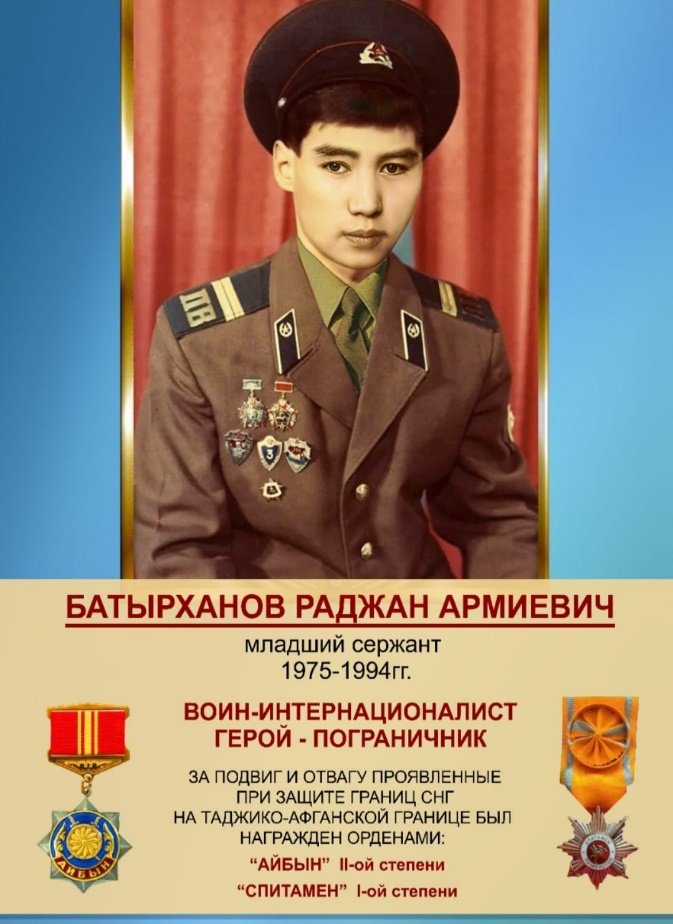 ПВ
3
БАТЫРХАНОВ РАДЖАН АРМИЕВИЧ
младший сержант
1975-1994гг.
ВОИН-ИНТЕРНАЦИОНАЛИСТ
ГЕРОЙ - ПОГРАНИЧНИК
ЗА ПОДВИГ И ОТВАГУ ПРОЯВЛЕННЫЕ
ПРИ ЗАЩИТЕ ГРАНИЦ СНГ
НА ТАДЖИКО-АФГАНСКОЙ ГРАНИЦЕ БЫЛ
НАГРАЖДЕН ОРДЕНАМИ:
“АЙБЫН” II-ой степени
“СПИТАМЕН” I-ой степени
АЙБЫН